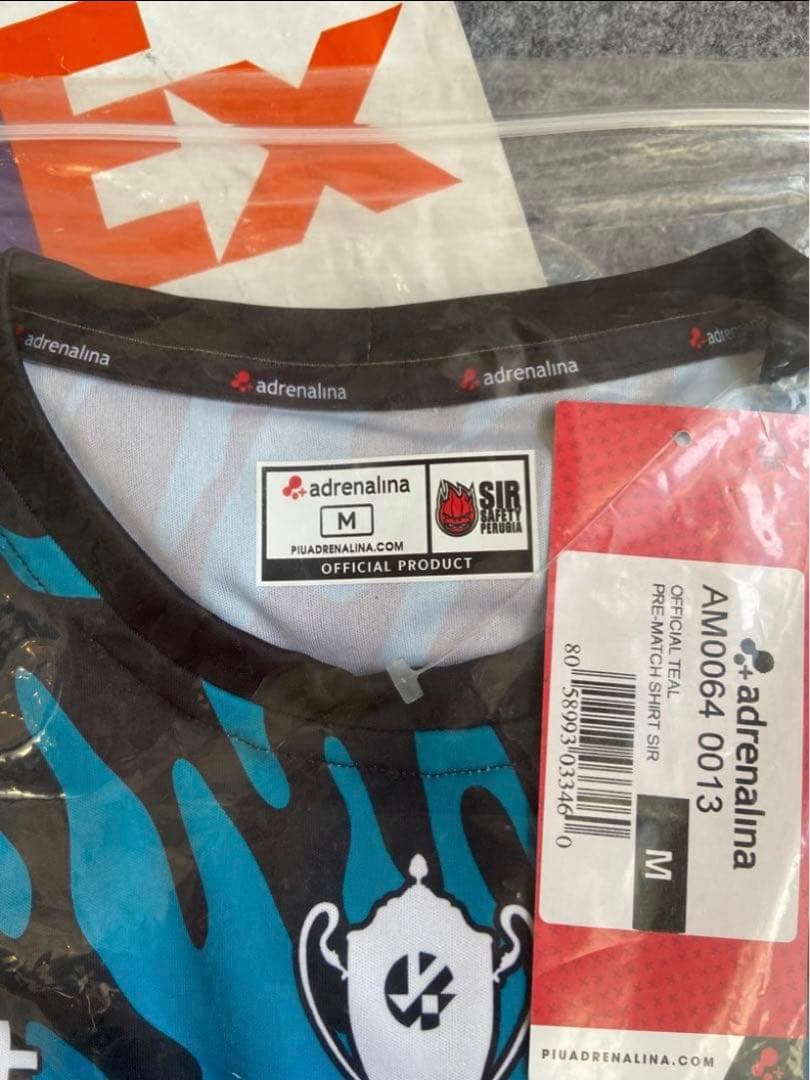 Ex
adrenalina
adrenalina
adrenalina
adrenalina
M
PIUADRENALINA.COM
SIR
SAFETY
PERUGIA
OFFICIAL PRODUCT
adrenalina
AM0064 0013
OFFICIAL TEAL
PRE-MATCH SHIRT SIR
M
8058993033460
PIUADRENALINA.COM